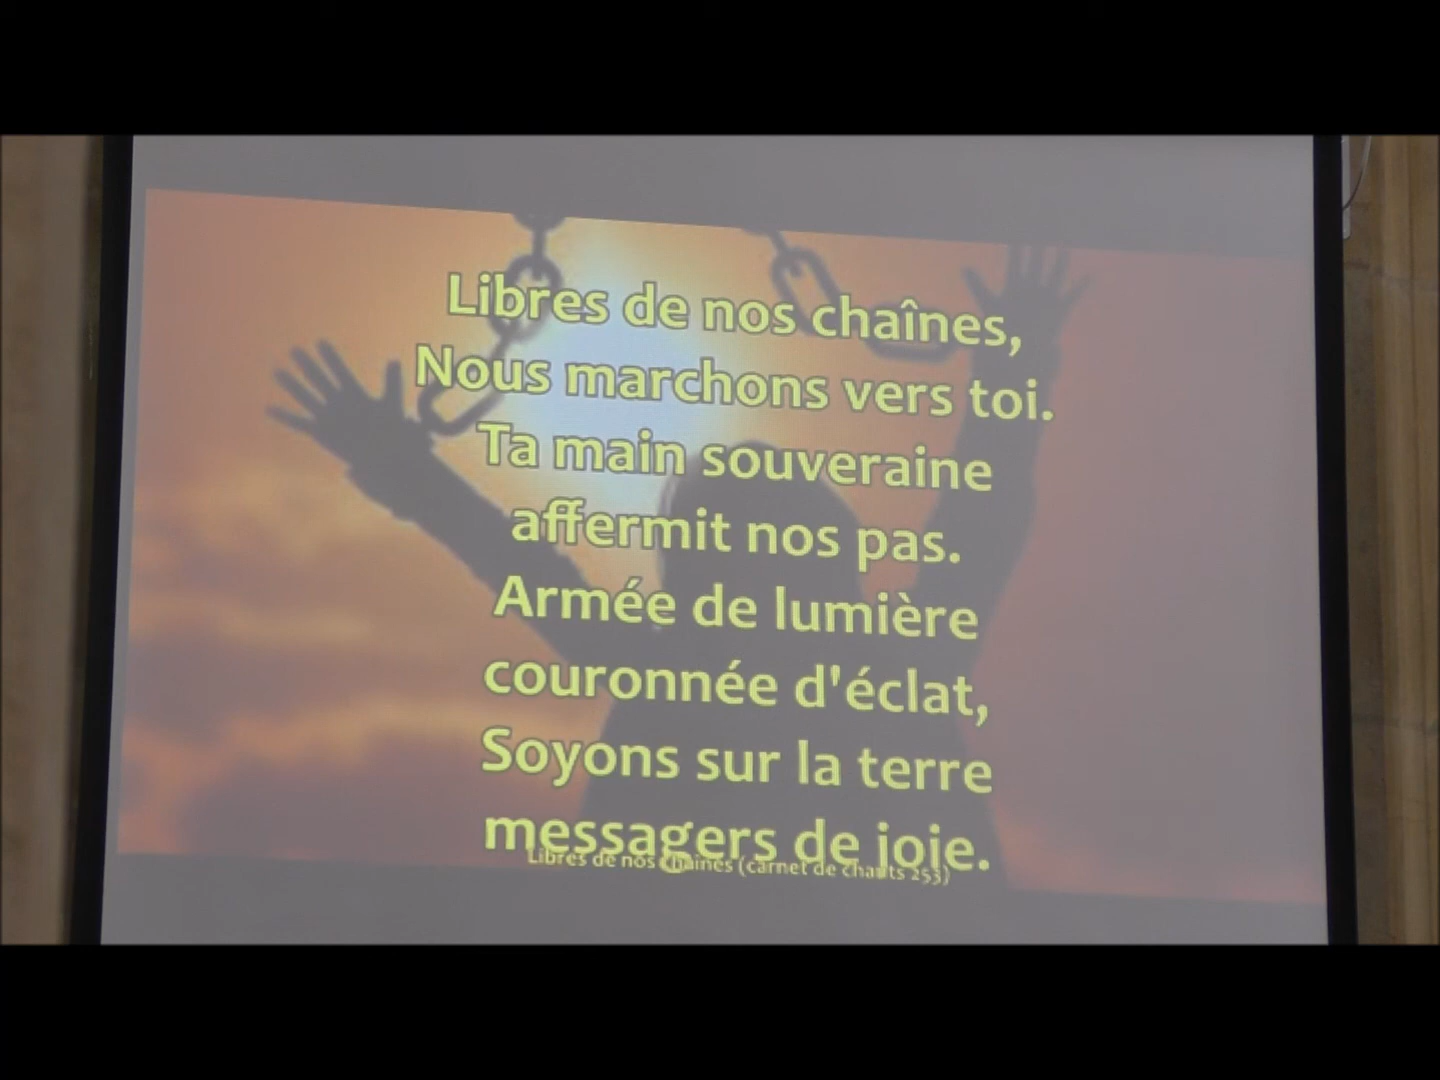 Libres de nos chaînes,
Nous marchons vers toi.
Ta main souveraine
affermit nos pas.
Armée de lumière
couronnée d'éclat,
Soyons sur la terre
messagers de joie.
Libres de nos chaînes (carnet de chants 253)